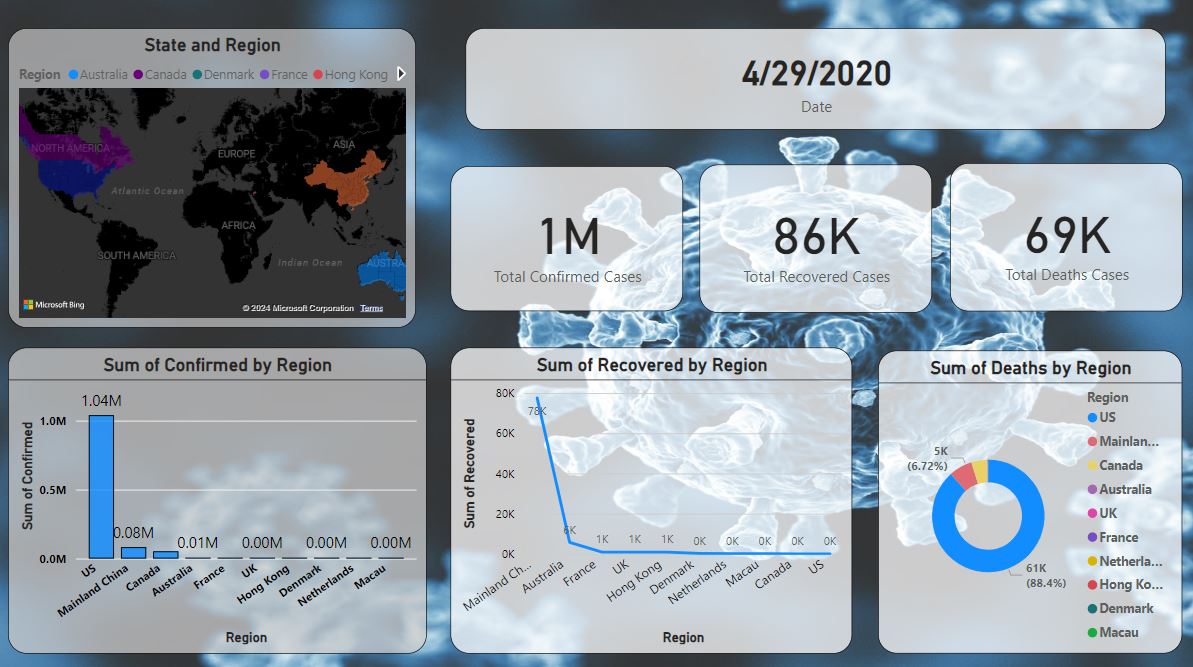 State and Region
Region Australia Canada Denmark France Hong Kong
NORTH AMERICA
EUROPE
ASIA
Atlantic Ocean
AFRICA
SOUTH AMERICA
Indian Ocean
AUSTRA
Microsoft Bing
© 2024 Microsoft Corporation Terms
4/29/2020
Date
1M
Total Confirmed Cases
86K
Total Recovered Cases
69K
Total Deaths Cases
Sum of Confirmed by Region
Sum of Confirmed
1.0M
0.5M
0.0M
1.04M
0.08M
0.01M
0.00M
0.00M
0.00M
US
Mainland China
Canada
Australia
France
UK
Hong Kong
Denmark
Netherlands
Macau
Region
Sum of Recovered by Region
Sum of Recovered
80K
60K
40K
20K
0K
78K
6K
1K
1K
1K
0K
0K
0K
0K
0K
Mainland Ch...
Australia
France
UK
Hong Kong
Denmark
Netherlands
Macau
Canada
US
Region
Sum of Deaths by Region
5K
(6.72%)
61K
(88.4%)
Region
US
Mainlan...
Canada
Australia
UK
France
Netherla...
Hong Ko...
Denmark
Macau